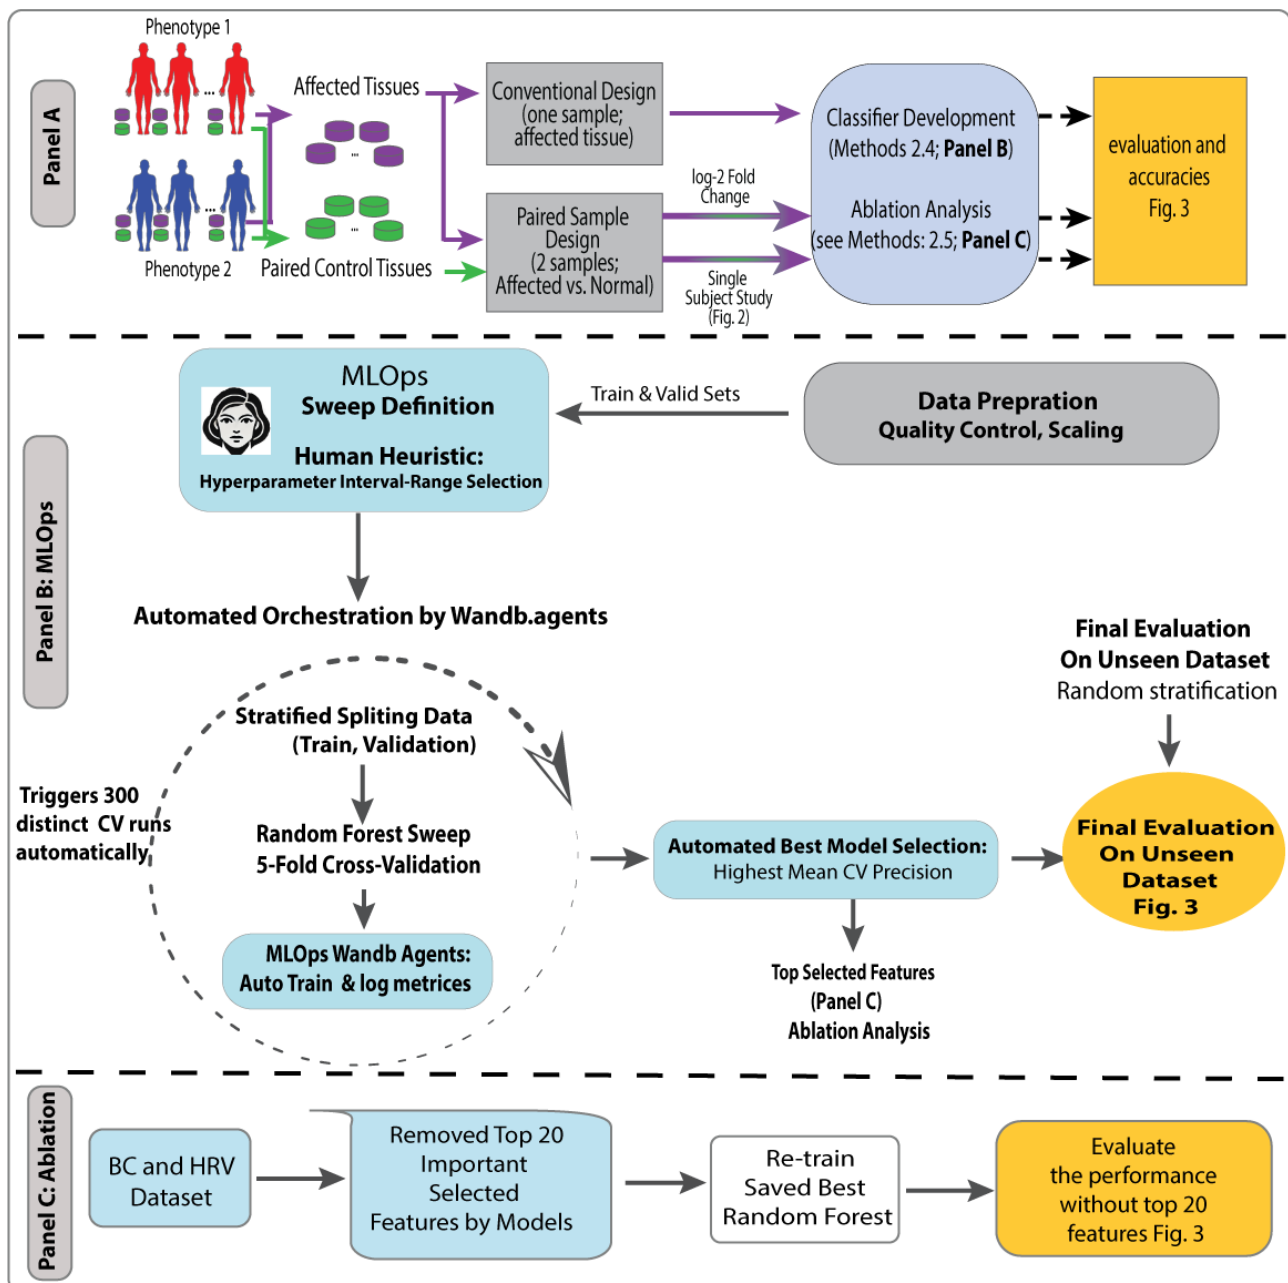 Panel A
Phenotype 1
...
...
Phenotype 2
Affected Tissues
...
...
Paired Control Tissues
Conventional Design
(one sample;
affected tissue)
Paired Sample
Design
(2 samples;
Affected vs. Normal)
log-2 Fold
Change
Single
Subject Study
(Fig. 2)
Classifier Development
(Methods 2.4; Panel B)
Ablation Analysis
(see Methods: 2.5; Panel C)
evaluation and
accuracies
Fig. 3
Panel B: MLOps
MLOps
Sweep Definition
Human Heuristic:
Hyperparameter Interval-Range Selection
Train & Valid Sets
Data Prepration
Quality Control, Scaling
Automated Orchestration by Wandb.agents
Triggers 300
distinct CV runs
automatically
Stratified Spliting Data
(Train, Validation)
Random Forest Sweep
5-Fold Cross-Validation
MLOps Wandb Agents:
Auto Train & log metrices
Automated Best Model Selection:
Highest Mean CV Precision
Top Selected Features
(Panel C)
Ablation Analysis
Final Evaluation
On Unseen Dataset
Random stratification
Final Evaluation
On Unseen
Dataset
Fig. 3
Panel C: Ablation
BC and HRV
Dataset
Removed Top 20
Important
Selected
Features by Models
Re-train
Saved Best
Random Forest
Evaluate
the performance
without top 20
features Fig. 3